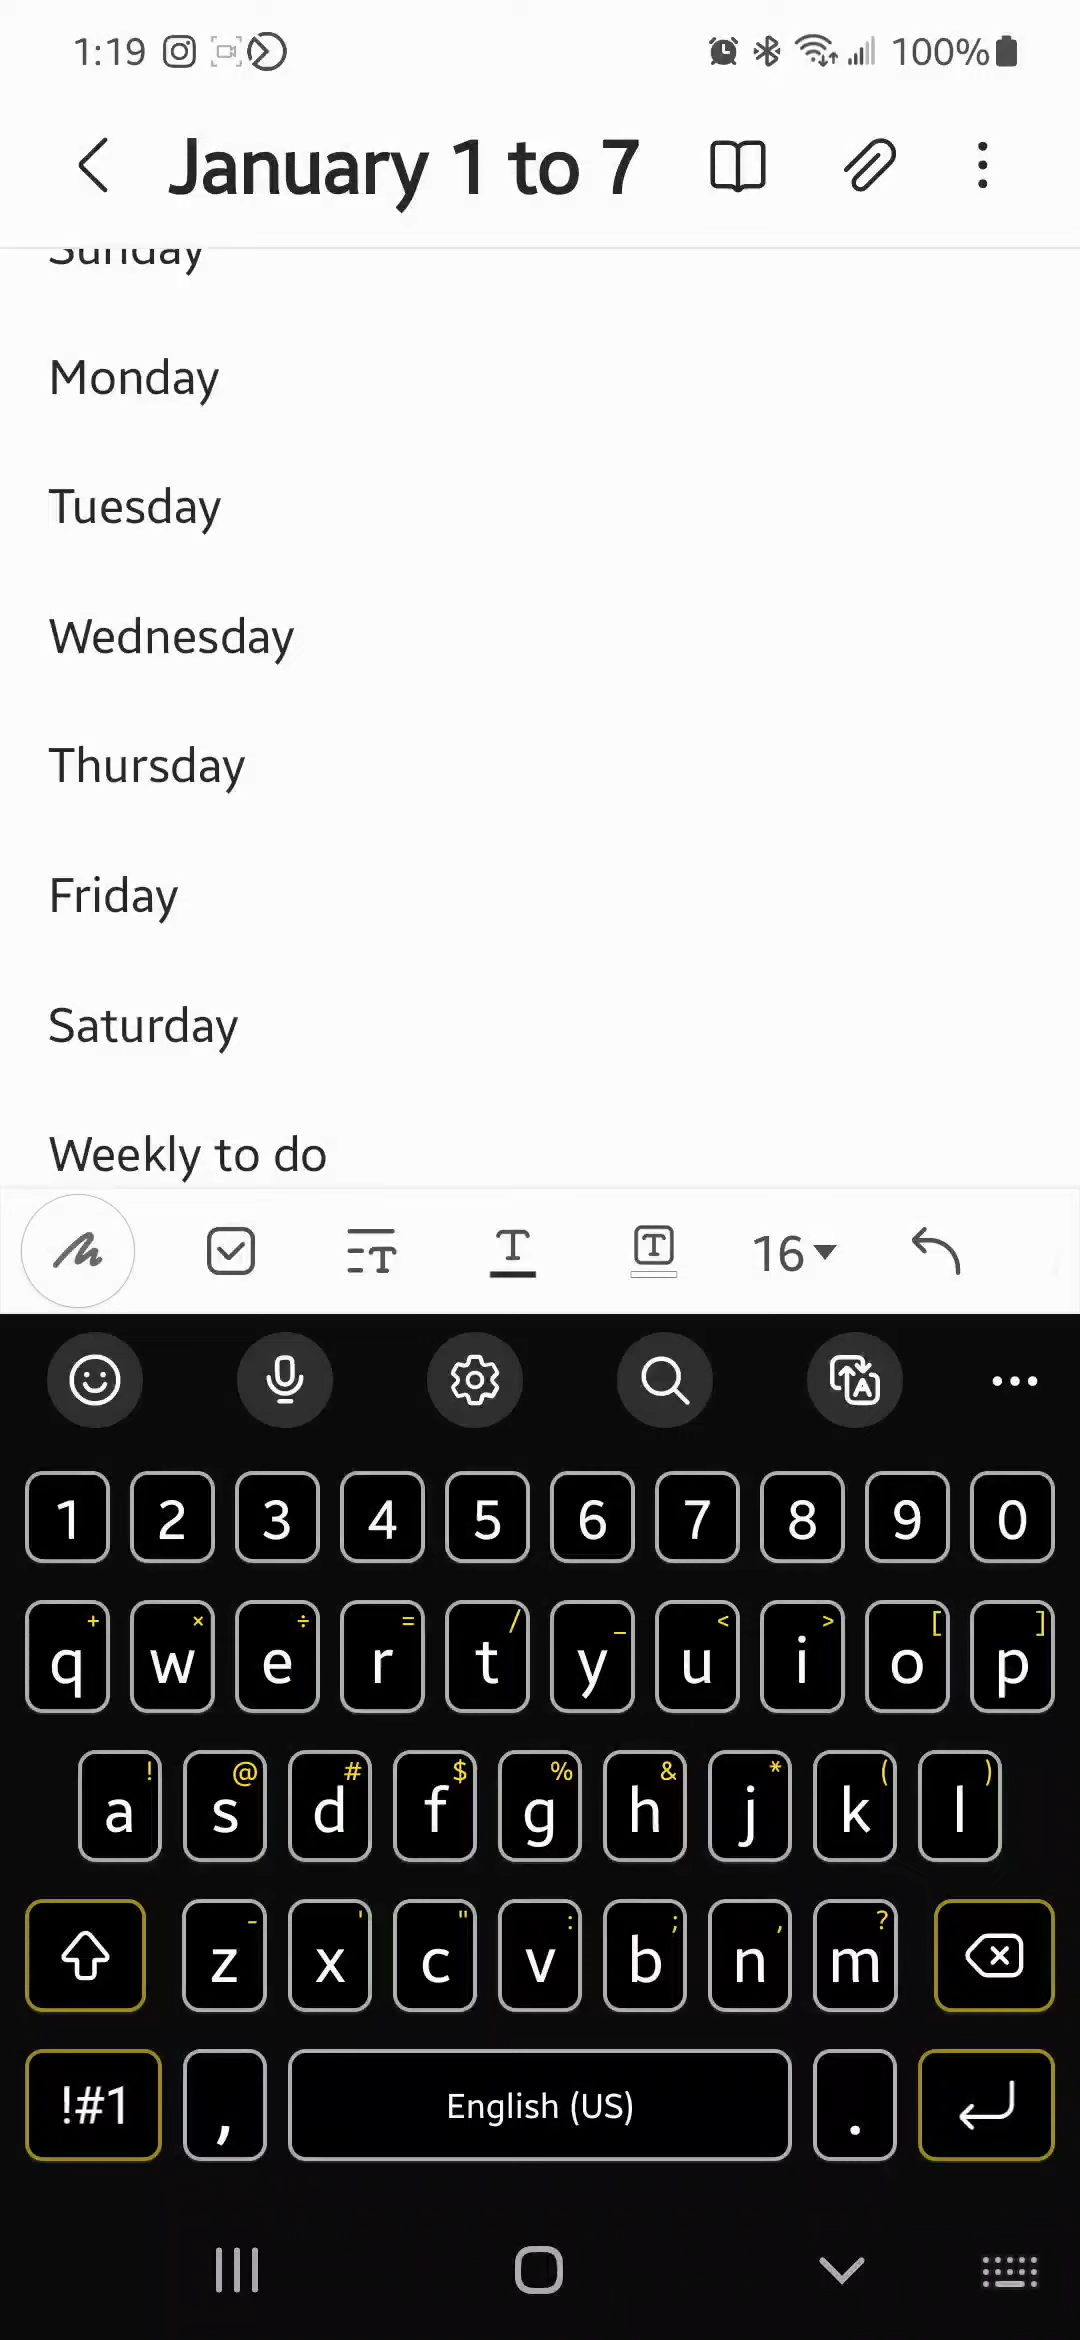 1:19 100%
January 1 to 7
Sunday
Monday
Tuesday
Wednesday
Thursday
Friday
Saturday
Weekly to do
T T T 16
A
1 2 3 4 5 6 7 8 9 0
+ × ÷ = / _ < > [ ]
q w e r t y u i o p
! @ # $ % & * ( )
a s d f g h j k l
- ' " : ; , ?
z x c v b n m
!#1 , English (US) .